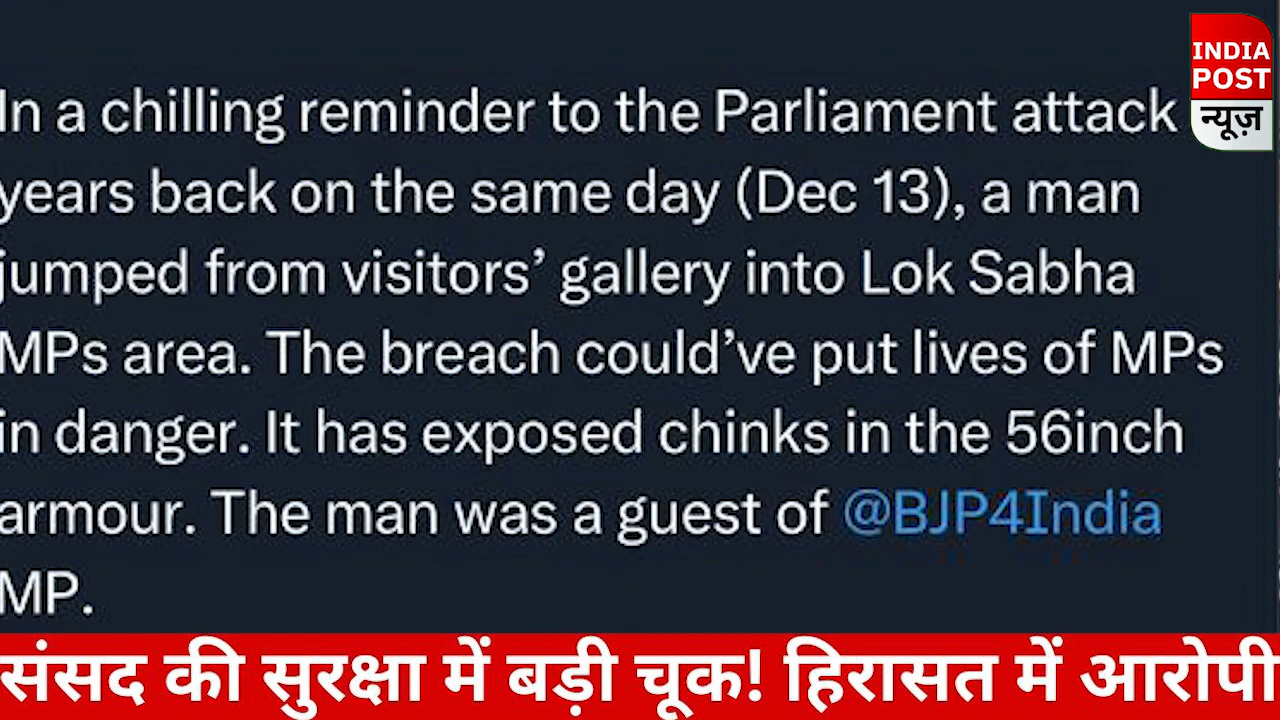 INDIA
POST
न्यूज़
In a chilling reminder to the Parliament attack
years back on the same day (Dec 13), a man
jumped from visitors’ gallery into Lok Sabha
MPs area. The breach could’ve put lives of MPs
in danger. It has exposed chinks in the 56inch
armour. The man was a guest of @BJP4India
MP.
संसद की सुरक्षा में बड़ी चूक! हिरासत में आरोपी